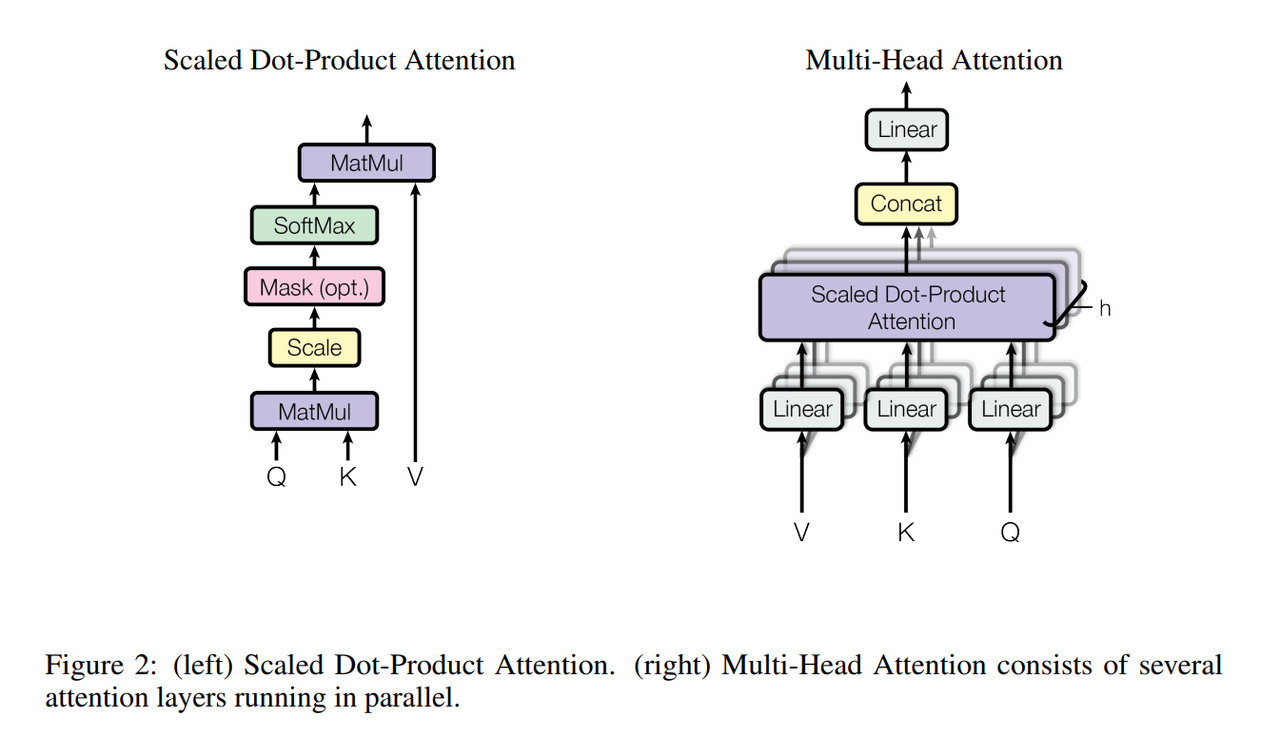 Scaled Dot-Product Attention
MatMul
SoftMax
Mask (opt.)
Scale
MatMul
Q K V
Multi-Head Attention
Linear
Concat
Scaled Dot-Product
Attention
h
Linear Linear Linear
V K Q
Figure 2: (left) Scaled Dot-Product Attention. (right) Multi-Head Attention consists of several
attention layers running in parallel.